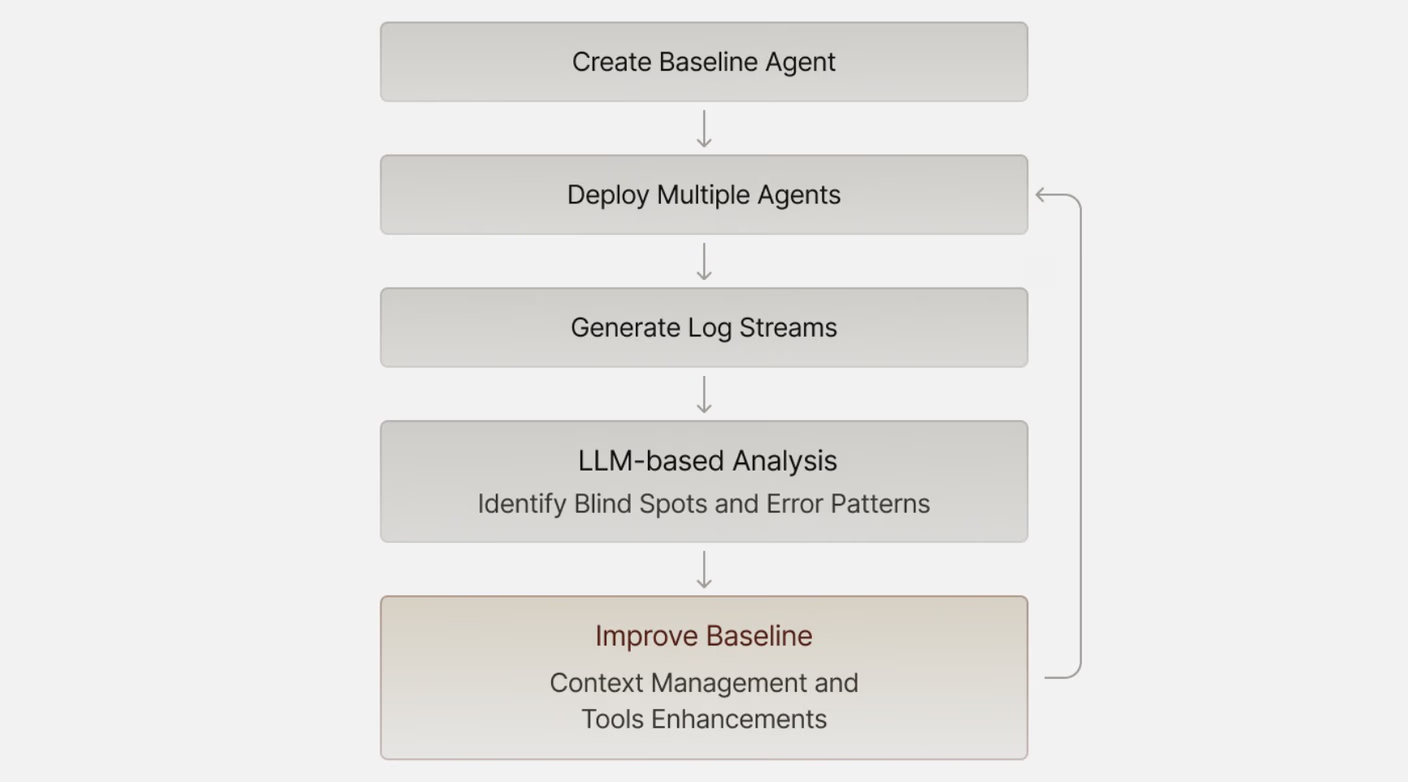 Create Baseline Agent
Deploy Multiple Agents
Generate Log Streams
LLM-based Analysis
Identify Blind Spots and Error Patterns
Improve Baseline
Context Management and
Tools Enhancements